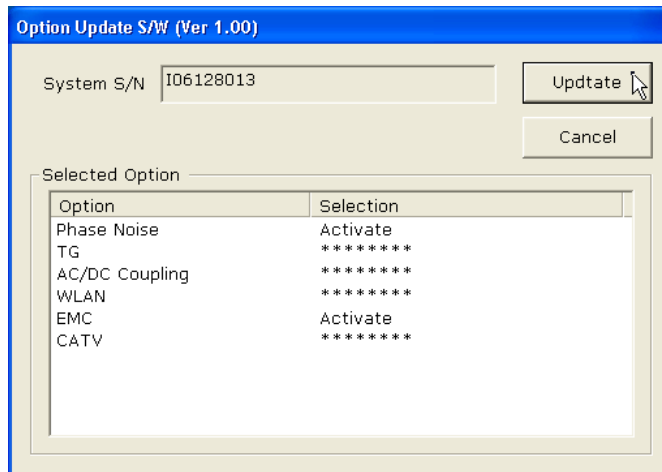 Option Update S/W (Ver 1.00)
System S/N I06128013
Updtate
Cancel
Selected Option
Option Selection
Phase Noise Activate
TG ********
AC/DC Coupling ********
WLAN ********
EMC Activate
CATV ********